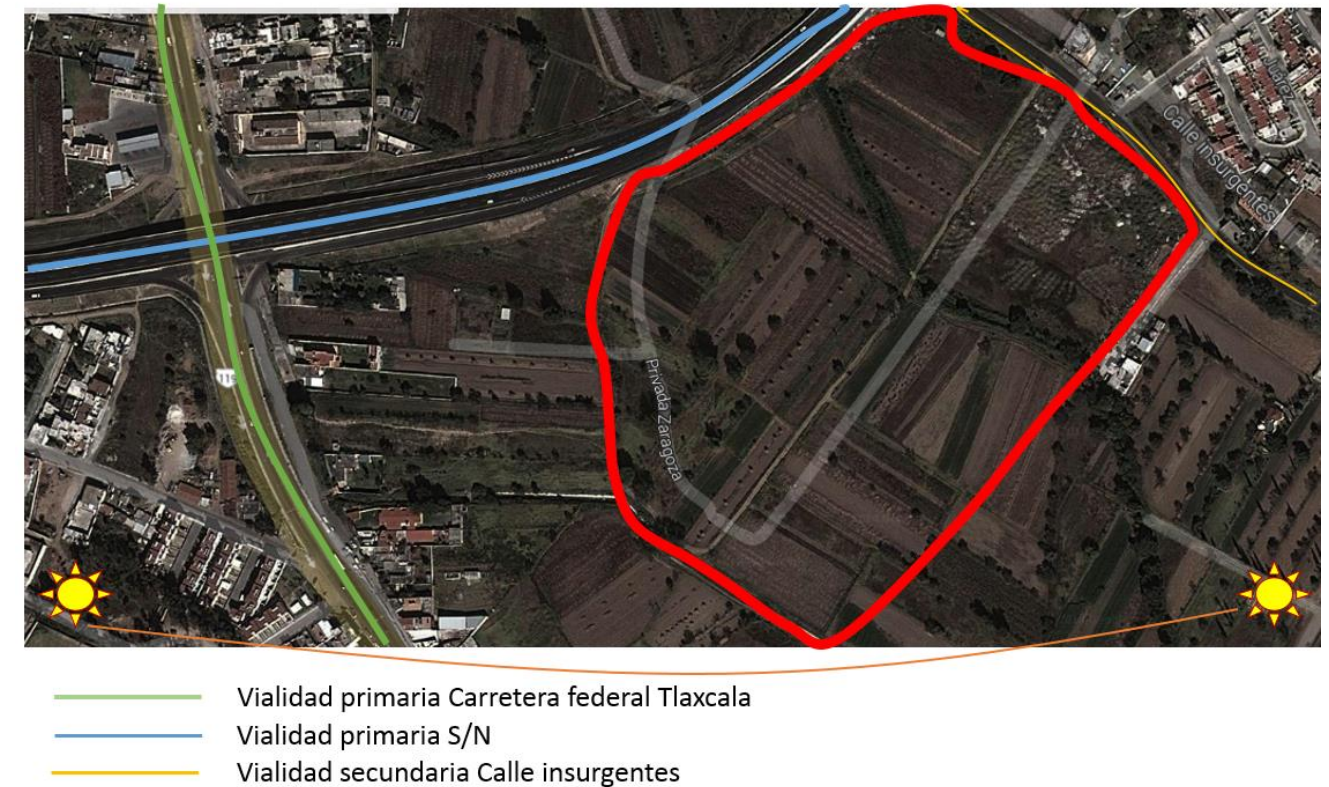 Calle insurgentes
Privada Zaragoza
Vialidad primaria Carretera federal Tlaxcala
Vialidad primaria S/N
Vialidad secundaria Calle insurgentes